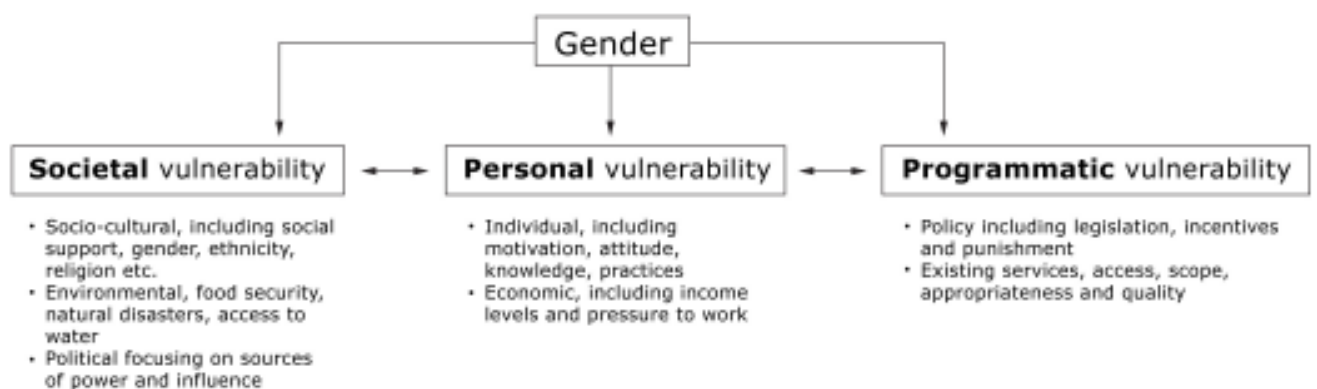 Gender
Societal vulnerability
Personal vulnerability
Programmatic vulnerability
• Socio-cultural, including social
support, gender, ethnicity,
religion etc.
• Environmental, food security,
natural disasters, access to
water
• Political focusing on sources
of power and influence
• Individual, including
motivation, attitude,
knowledge, practices
• Economic, including income
levels and pressure to work
• Policy including legislation, incentives
and punishment
• Existing services, access, scope,
appropriateness and quality